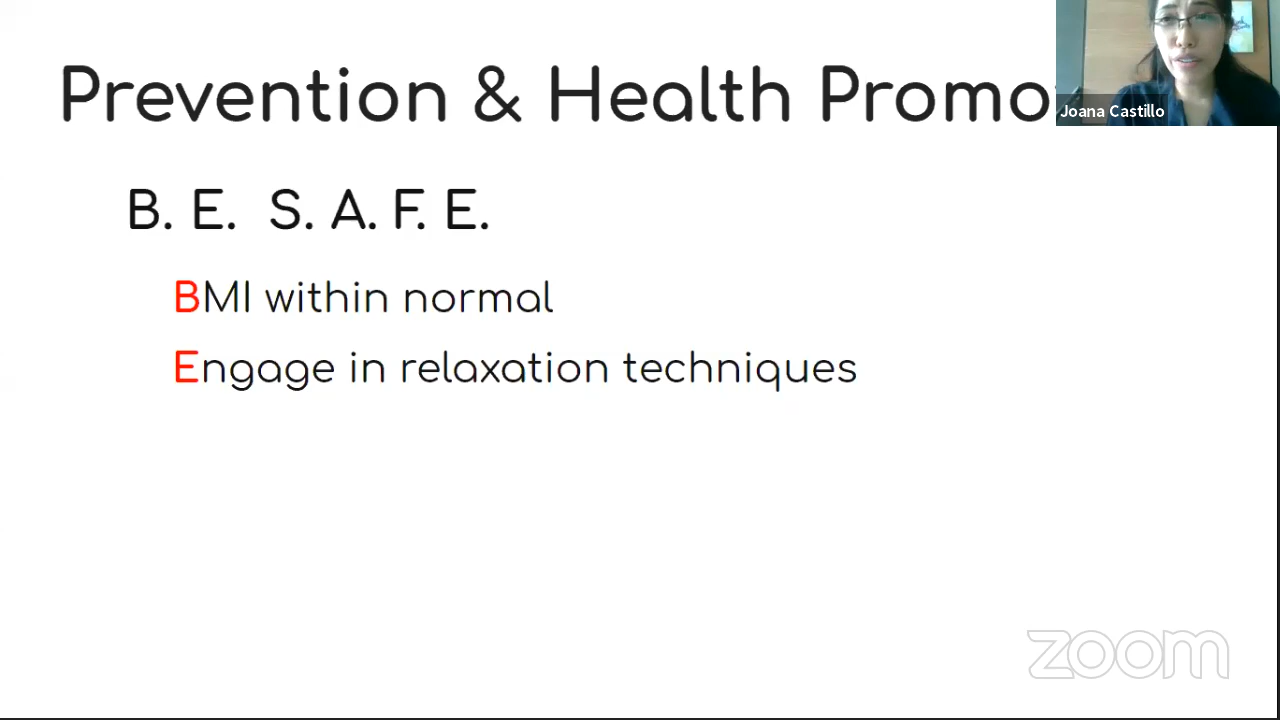 Prevention & Health Promo
Joana Castillo
B. E. S. A. F. E.
BMI within normal
Engage in relaxation techniques
zoom